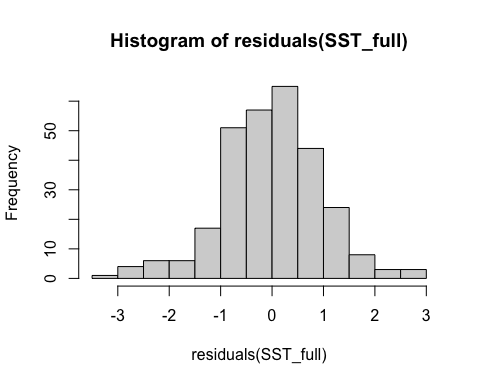 Histogram of residuals(SST_full)
Frequency
50
30
10
0
-3 -2 -1 0 1 2 3
residuals(SST_full)